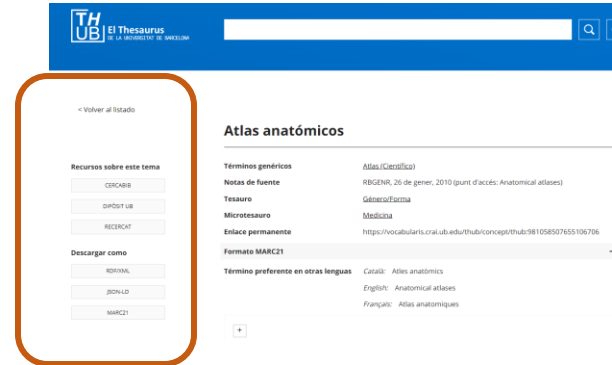 TH
UB
El Thesaurus
DE LA UNIVERSITAT DE BARCELONA
< Volver al listado
Recursos sobre este tema
CERCABIB
DIPÒSIT UB
RECERCAT
Descargar como
RDF/XML
JSON-LD
MARC21
Atlas anatómicos
Términos genéricos Atlas (Científico)
Notas de fuente RBGENR, 26 de gener, 2010 (punt d'accés: Anatomical atlases)
Tesauro Género/Forma
Microtesauro Medicina
Enlace permanente https://vocabularis.crai.ub.edu/thub/concept/thub:981058507655106706
Formato MARC21
Término preferente en otras lenguas Català: Atles anatòmics
English: Anatomical atlases
Français: Atlas anatomiques
+